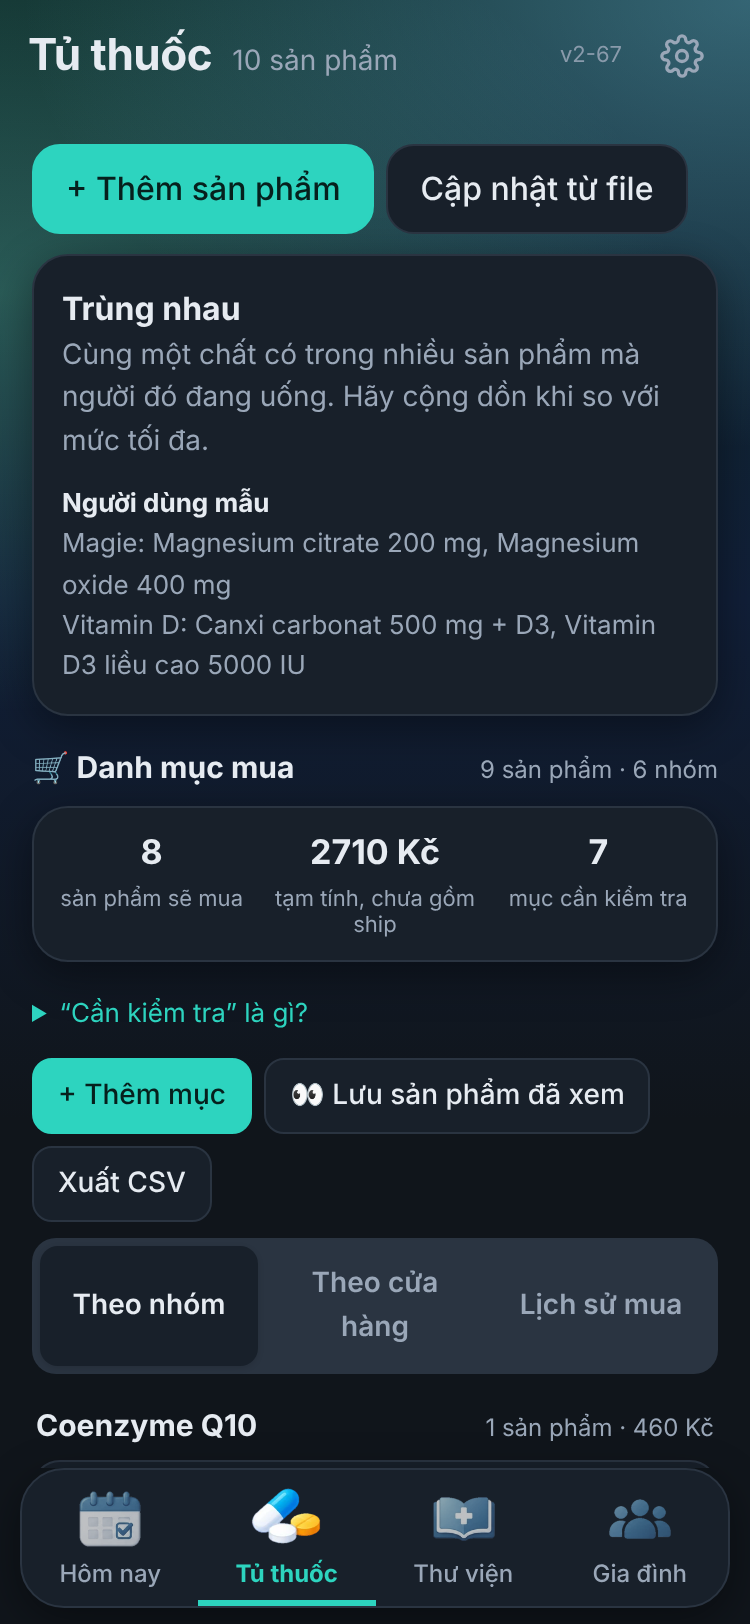 Tủ thuốc 10 sản phẩm v2-67
+ Thêm sản phẩm Cập nhật từ file
Trùng nhau
Cùng một chất có trong nhiều sản phẩm mà
người đó đang uống. Hãy cộng dồn khi so với
mức tối đa.
Người dùng mẫu
Magie: Magnesium citrate 200 mg, Magnesium
oxide 400 mg
Vitamin D: Canxi carbonat 500 mg + D3, Vitamin
D3 liều cao 5000 IU
🛒 Danh mục mua 9 sản phẩm · 6 nhóm
8 2710 Kč 7
sản phẩm sẽ mua tạm tính, chưa gồm mục cần kiểm tra
ship
▶ “Cần kiểm tra” là gì?
+ Thêm mục 👀 Lưu sản phẩm đã xem
Xuất CSV
Theo nhóm Theo cửa hàng Lịch sử mua
Coenzyme Q10 1 sản phẩm · 460 Kč
Hôm nay Tủ thuốc Thư viện Gia đình